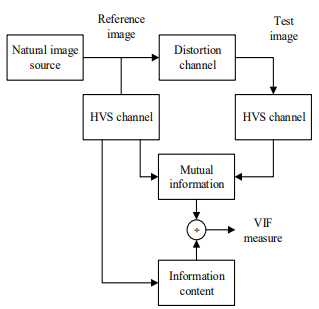 Reference
image
Test
image
Natural image
source
Distortion
channel
HVS channel
HVS channel
Mutual
information
÷
VIF
measure
Information
content